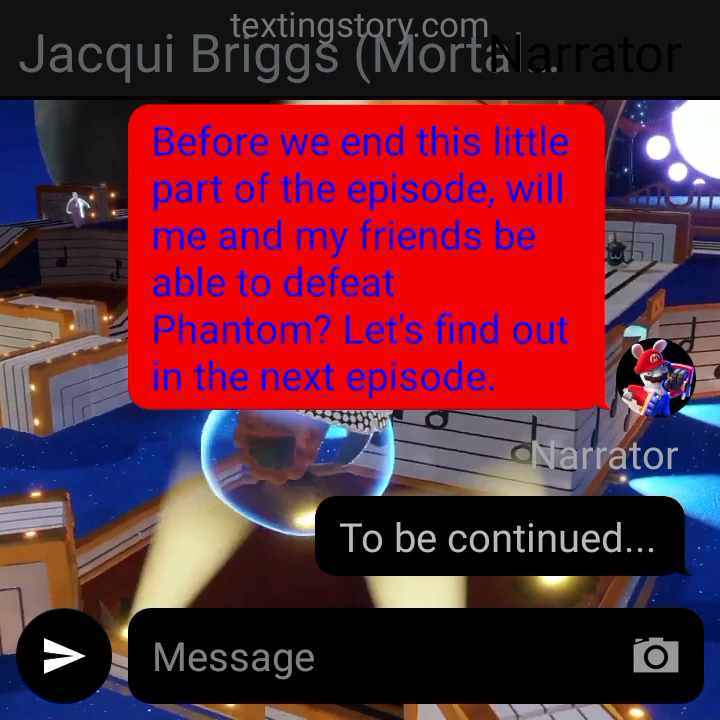 textingstory.com
Jacqui Briggs (Mortal... Narrator
Before we end this little
part of the episode, will
me and my friends be
able to defeat
Phantom? Let's find out
in the next episode.
Narrator
To be continued...
Message